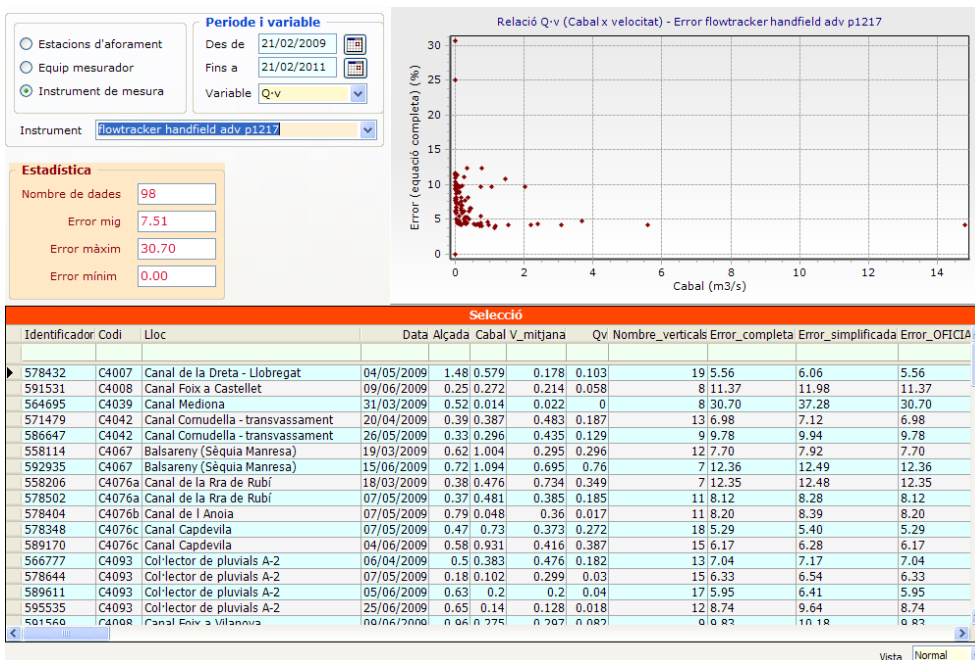 Periode i variable
Estacions d'aforament
Equip mesurador
Instrument de mesura
Des de 21/02/2009
Fins a 21/02/2011
Variable Q·v
Instrument flowtracker handfield adv p1217
Estadística
Nombre de dades 98
Error mig 7.51
Error màxim 30.70
Error mínim 0.00
Relació Q·v (Cabal x velocitat) - Error flowtracker handfield adv p1217
Error (equació completa) (%)
30
25
20
15
10
5
0
0 2 4 6 8 10 12 14
Cabal (m3/s)
Selecció
Identificador Codi Lloc Data Alçada Cabal V_mitjana Qv Nombre_verticals Error_completa Error_simplificada Error_OFICIA
578432 C4007 Canal de la Dreta - Llobregat 04/05/2009 1.48 0.579 0.178 0.103 19 5.56 6.06 5.56
591531 C4008 Canal Foix a Castellet 09/06/2009 0.25 0.272 0.214 0.058 8 11.37 11.98 11.37
564695 C4039 Canal Mediona 31/03/2009 0.52 0.014 0.022 0 8 30.70 37.28 30.70
571479 C4042 Canal Cornudella - transvassament 20/04/2009 0.39 0.387 0.483 0.187 13 6.98 7.12 6.98
586647 C4042 Canal Cornudella - transvassament 26/05/2009 0.33 0.296 0.435 0.129 9 9.78 9.94 9.78
558114 C4067 Balsareny (Sèquia Manresa) 19/03/2009 0.62 1.004 0.295 0.296 12 7.70 7.92 7.70
592935 C4067 Balsareny (Sèquia Manresa) 15/06/2009 0.72 1.094 0.695 0.76 7 12.36 12.49 12.36
558206 C4076a Canal de la Rra de Rubí 18/03/2009 0.38 0.476 0.734 0.349 7 12.35 12.48 12.35
578502 C4076a Canal de la Rra de Rubí 07/05/2009 0.37 0.481 0.385 0.185 11 8.12 8.28 8.12
578404 C4076b Canal de l Anoia 07/05/2009 0.79 0.048 0.36 0.017 11 8.20 8.39 8.20
578348 C4076c Canal Capdevila 07/05/2009 0.47 0.73 0.373 0.272 18 5.29 5.40 5.29
589170 C4076c Canal Capdevila 04/06/2009 0.58 0.931 0.416 0.387 15 6.17 6.28 6.17
566777 C4093 Col·lector de pluvials A-2 06/04/2009 0.5 0.383 0.476 0.182 13 7.04 7.17 7.04
578644 C4093 Col·lector de pluvials A-2 07/05/2009 0.18 0.102 0.299 0.03 15 6.33 6.54 6.33
589611 C4093 Col·lector de pluvials A-2 05/06/2009 0.63 0.2 0.2 0.04 17 5.95 6.41 5.95
595535 C4093 Col·lector de pluvials A-2 25/06/2009 0.65 0.14 0.128 0.018 12 8.74 9.64 8.74
591569 C4098 Canal Foix a Vilanova 09/06/2009 0.96 0.275 0.297 0.082 9 9.83 10.18 9.83
Vista Normal